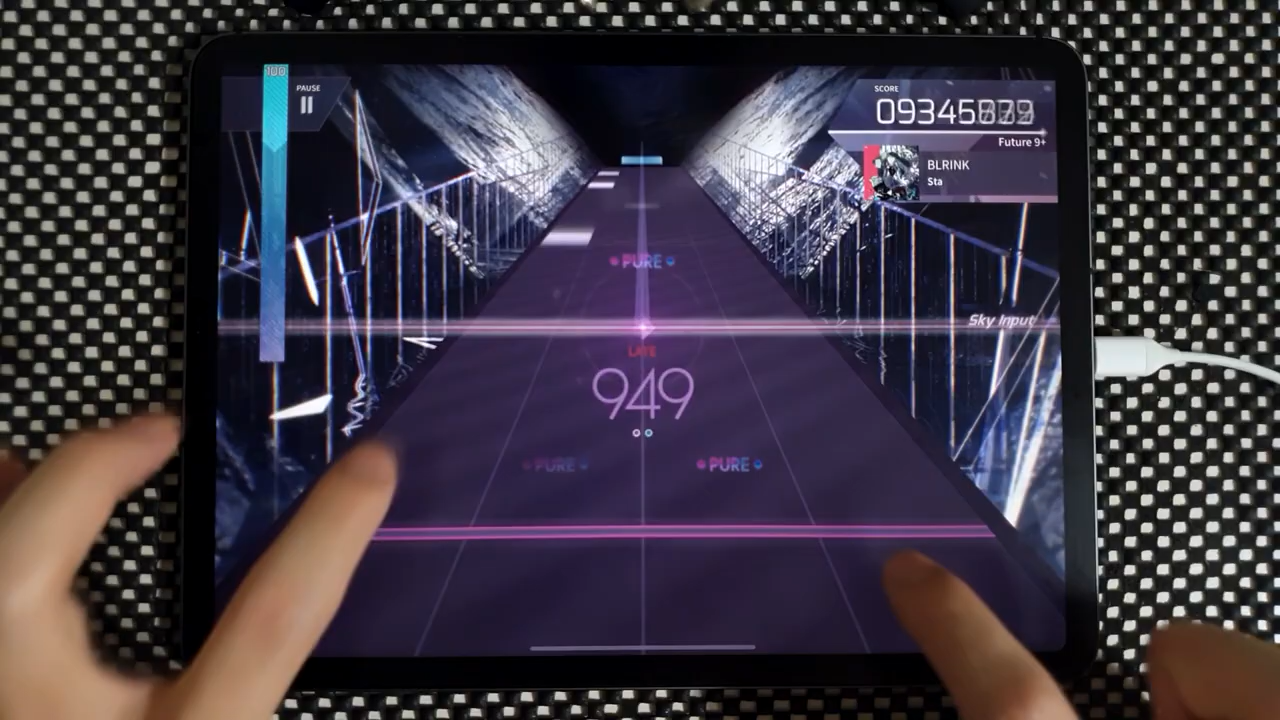 100
PAUSE
SCORE
Future 9+
BLRINK
Sta
PURE
Sky Input
LATE
949
PURE
PURE